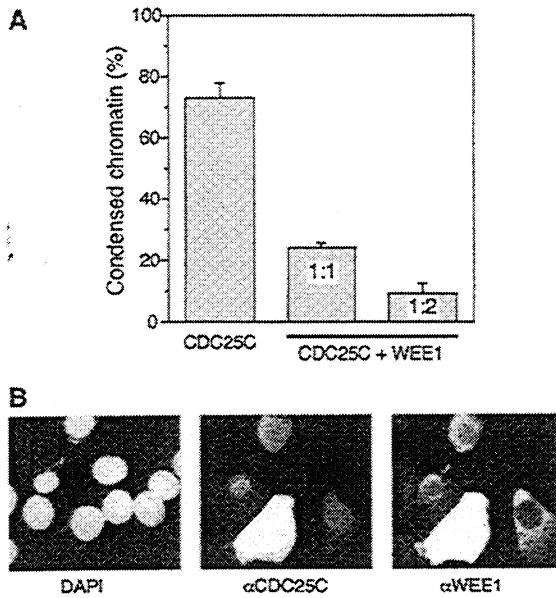 A
Condensed chromatin (%)
100
80
60
40
20
0
1:1
1:2
CDC25C
CDC25C + WEE1
B
DAPI
αCDC25C
αWEE1